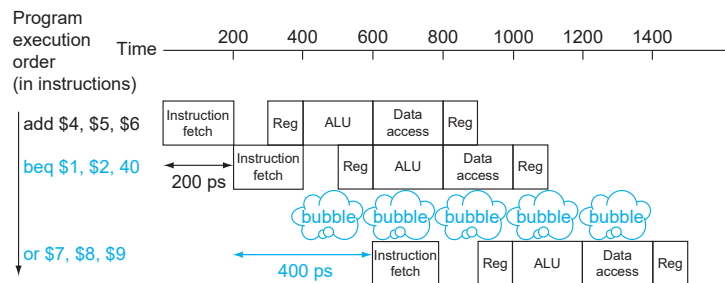 Program
execution
order
(in instructions)
Time
200 400 600 800 1000 1200 1400
add $4, $5, $6
Instruction fetch
Reg
ALU
Data access
Reg
beq $1, $2, 40
200 ps
Instruction fetch
Reg
ALU
Data access
Reg
bubble bubble bubble bubble bubble
or $7, $8, $9
400 ps
Instruction fetch
Reg
ALU
Data access
Reg